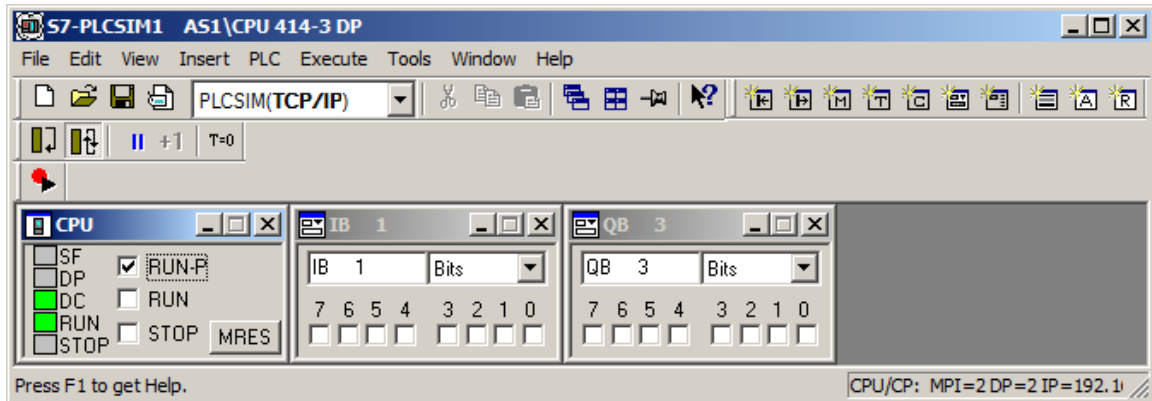 S7-PLCSIM1 AS1\CPU 414-3 DP
File Edit View Insert PLC Execute Tools Window Help
PLCSIM(TCP/IP)
+1 T=0
CPU
SF
DP
DC
RUN
STOP
RUN-P
RUN
STOP
MRES
IB 1
IB 1 Bits
7 6 5 4 3 2 1 0
QB 3
QB 3 Bits
7 6 5 4 3 2 1 0
Press F1 to get Help.
CPU/CP: MPI=2 DP=2 IP=192.1